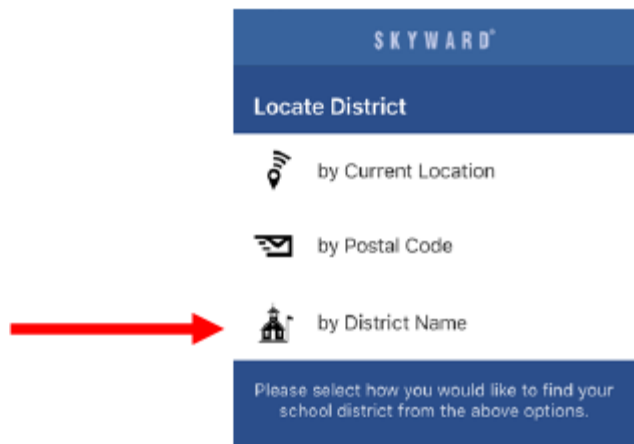 SKYWARD®
Locate District
by Current Location
by Postal Code
by District Name
Please select how you would like to find your
school district from the above options.